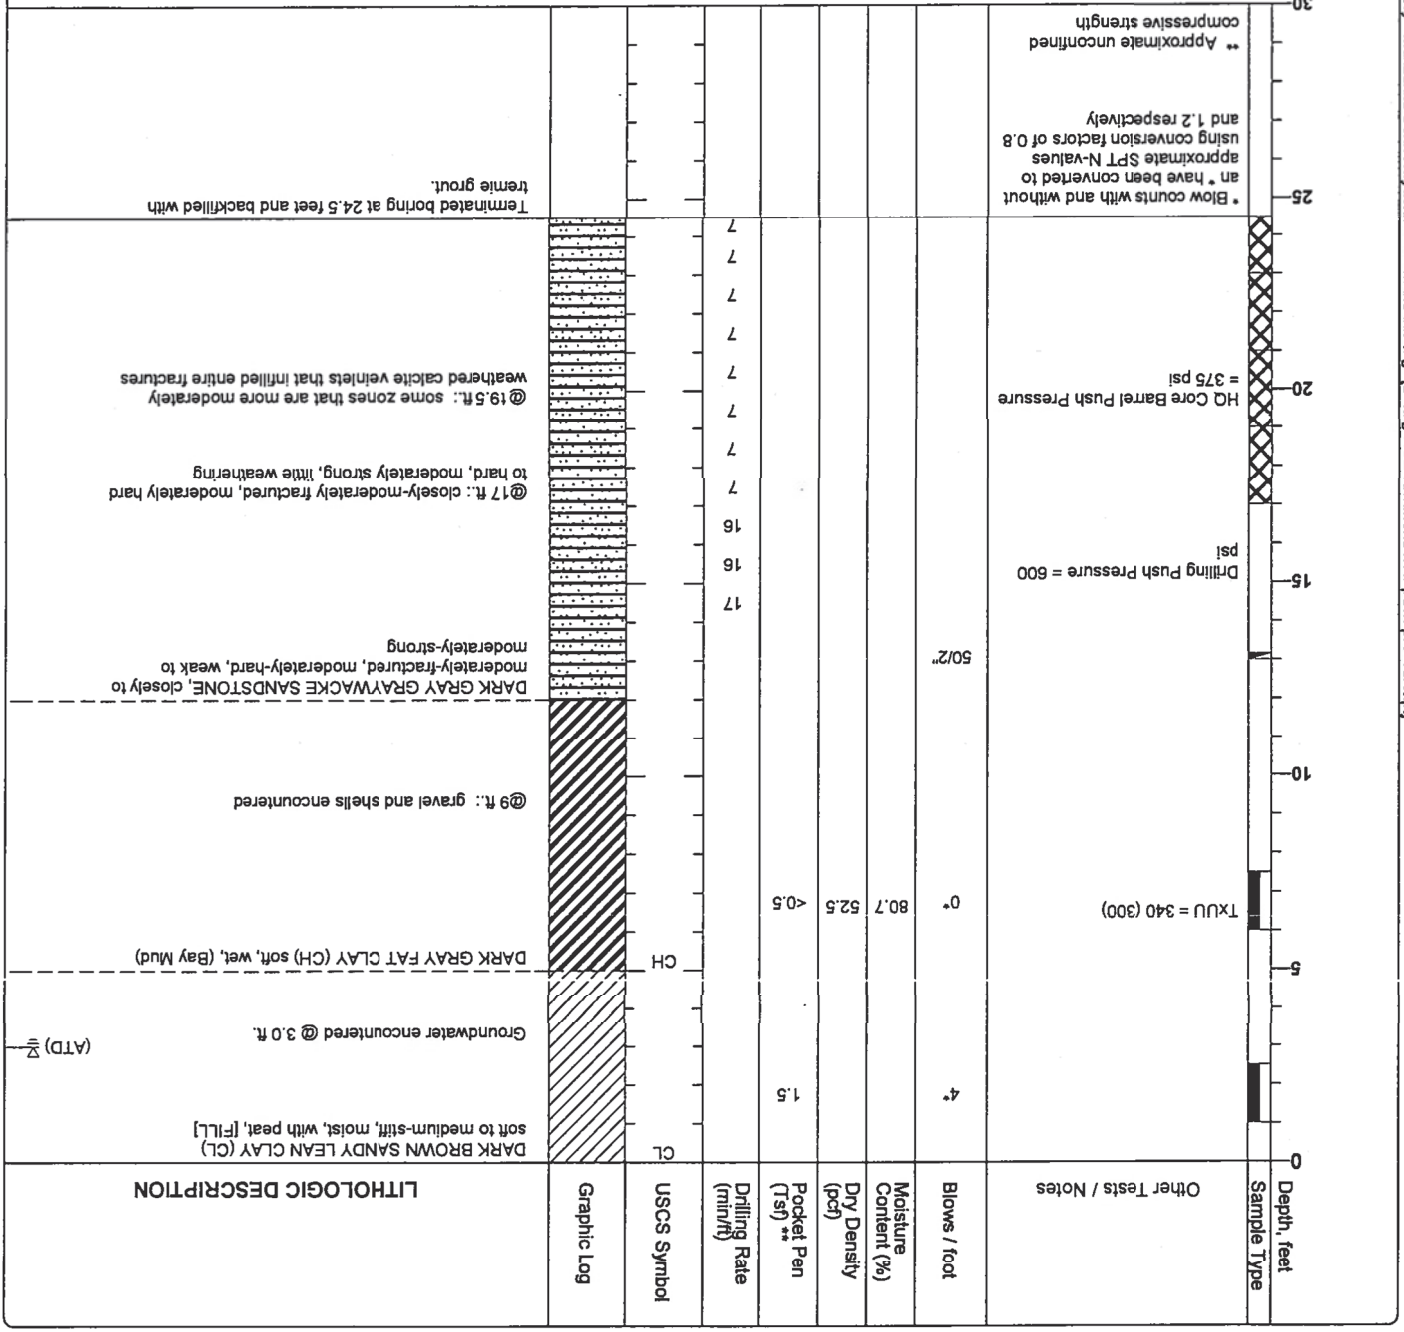 Depth, feet
Sample Type
Other Tests / Notes
Blows / foot
Moisture
Content (%)
Dry Density
(pcf)
Pocket Pen
(Tsf) **
Drilling Rate
(min/ft)
USCS Symbol
Graphic Log
LITHOLOGIC DESCRIPTION
0
CL
DARK BROWN SANDY LEAN CLAY (CL)
soft to medium-stiff, moist, with peat, [FILL]
4*
1.5
Groundwater encountered @ 3.0 ft.
(ATD)
5
CH
DARK GRAY FAT CLAY (CH) soft, wet, (Bay Mud)
TxUU = 340 (300)
0*
80.7
52.5
<0.5
@9 ft.: gravel and shells encountered
10
DARK GRAY GRAYWACKE SANDSTONE, closely to
moderately-fractured, moderately-hard, weak to
moderately-strong
50/2"
17
15
Drilling Push Pressure = 600
psi
16
16
@17 ft.: closely-moderately fractured, moderately hard
to hard, moderately strong, little weathering
7
7
7
20
HQ Core Barrel Push Pressure
= 375 psi
@19.5 ft.: some zones that are more moderately
weathered calcite veinlets that infilled entire fractures
7
7
7
7
7
Terminated boring at 24.5 feet and backfilled with
tremie grout.
25
* Blow counts with and without
an * have been converted to
approximate SPT N-values
using conversion factors of 0.8
and 1.2 respectively
** Approximate unconfined
compressive strength
30